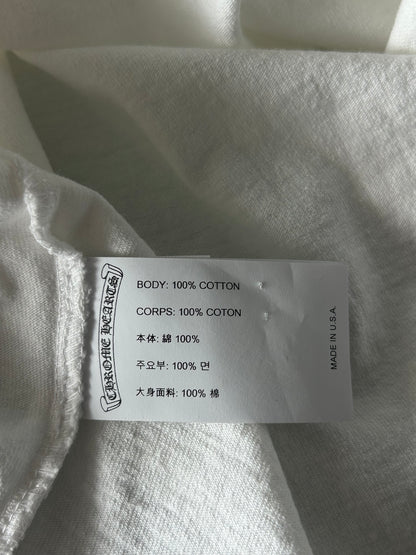 CHROME HEARTS
BODY: 100% COTTON
CORPS: 100% COTON
本体: 綿 100%
주요부: 100% 면
大身面料: 100% 棉
MADE IN U.S.A.